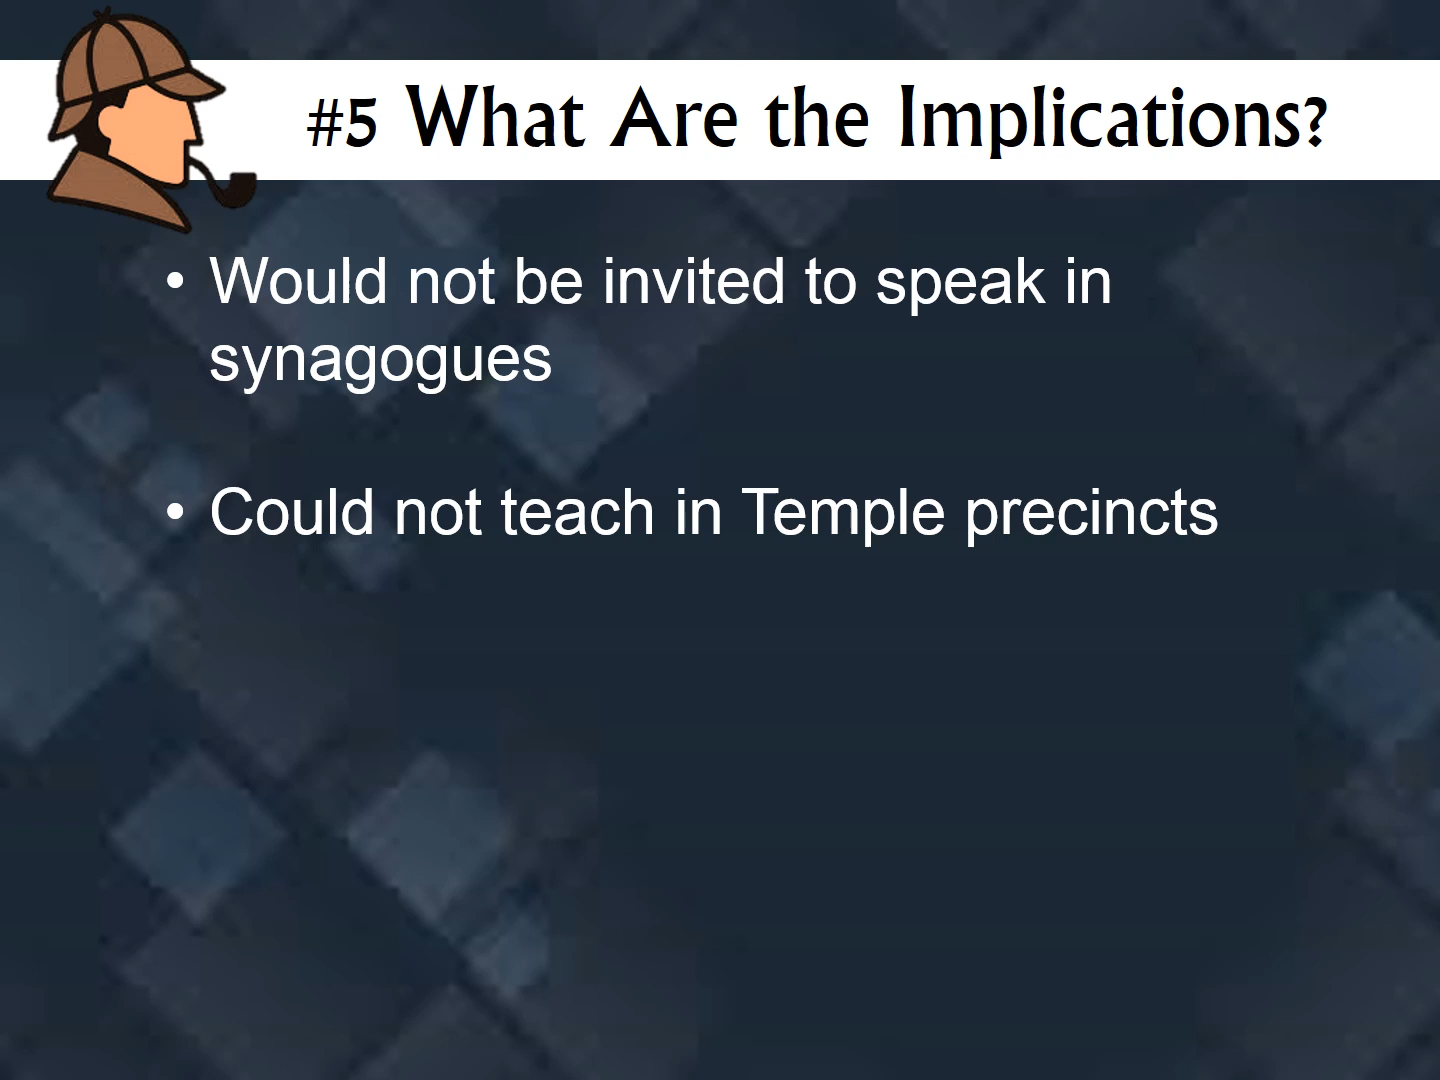 #5 What Are the Implications?
• Would not be invited to speak in
synagogues
• Could not teach in Temple precincts